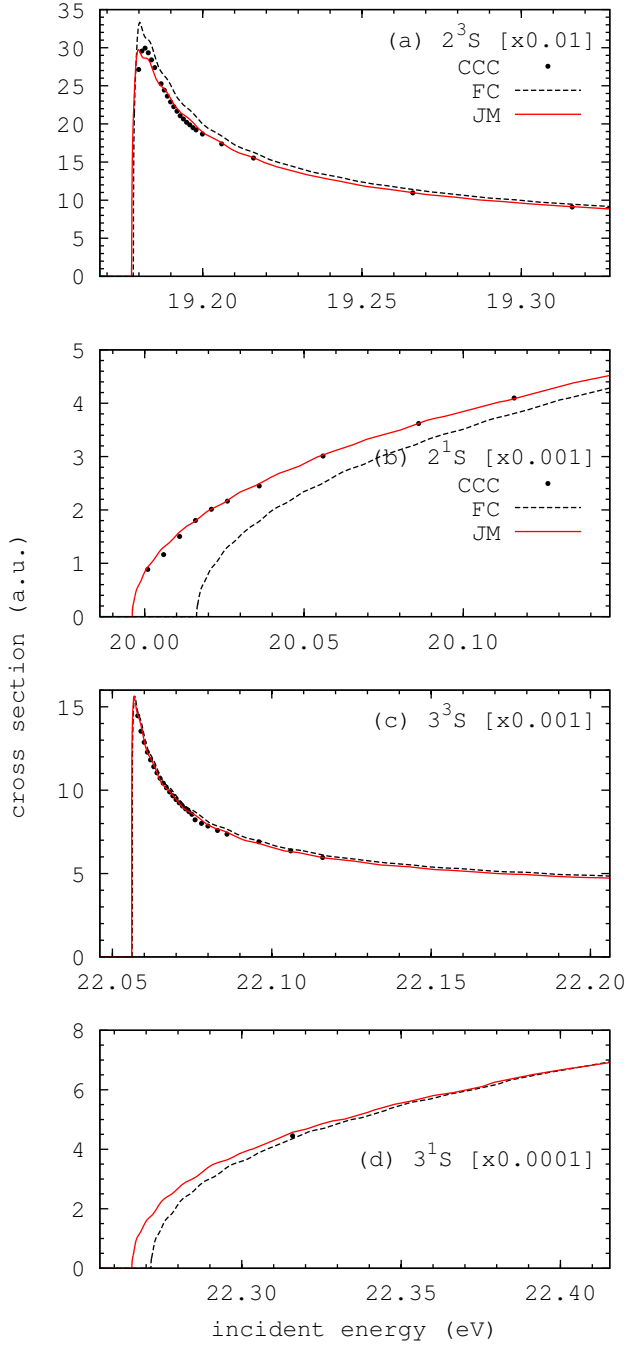 35
30
25
20
15
10
5
0
(a) 2³S [x0.01]
CCC
FC
JM
19.20 19.25 19.30
5
4
3
2
1
0
(b) 2¹S [x0.001]
CCC
FC
JM
20.00 20.05 20.10
cross section (a.u.)
15
10
5
0
(c) 3³S [x0.001]
22.05 22.10 22.15 22.20
8
6
4
2
0
(d) 3¹S [x0.0001]
22.30 22.35 22.40
incident energy (eV)